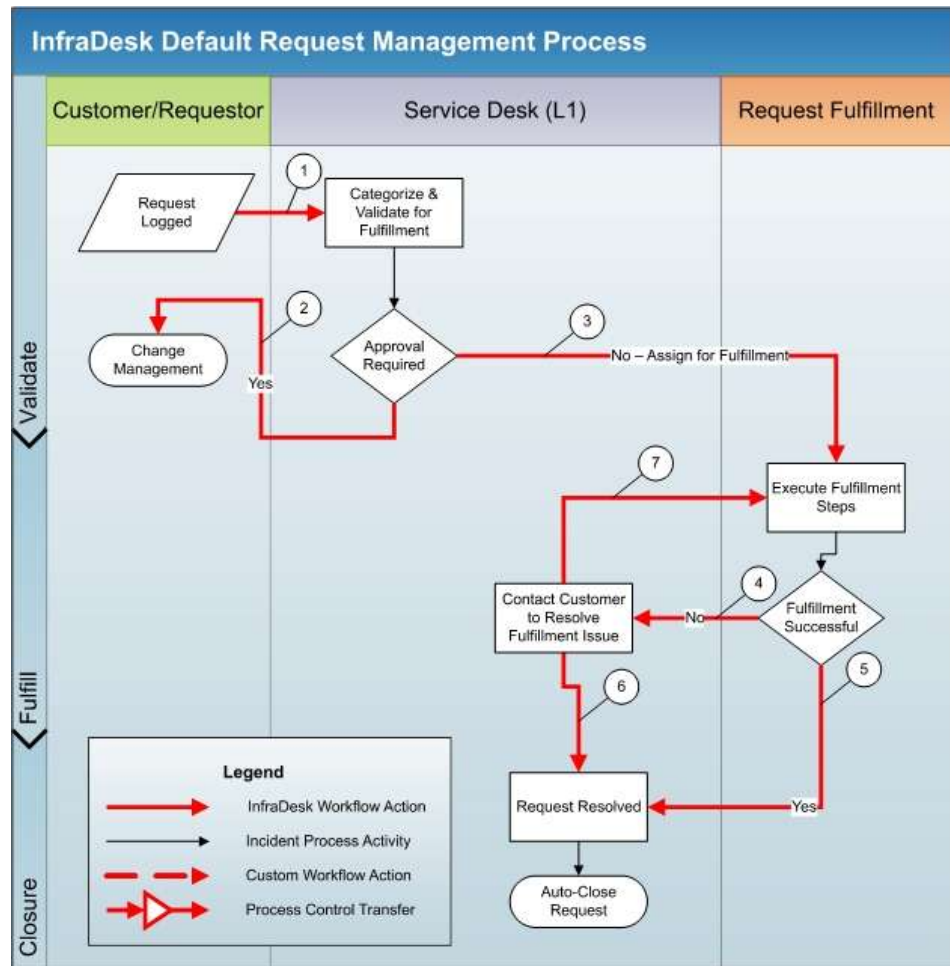 InfraDesk Default Request Management Process
Customer/Requestor
Service Desk (L1)
Request Fulfillment
Validate
1
Request
Logged
Categorize &
Validate for
Fulfillment
2
3
Change
Management
Approval
Required
No – Assign for Fulfillment
Yes
Fulfill
7
Execute Fulfillment
Steps
4
Contact Customer
to Resolve
Fulfillment Issue
No
Fulfillment
Successful
5
6
Closure
Request Resolved
Yes
Auto-Close
Request
Legend
InfraDesk Workflow Action
Incident Process Activity
Custom Workflow Action
Process Control Transfer